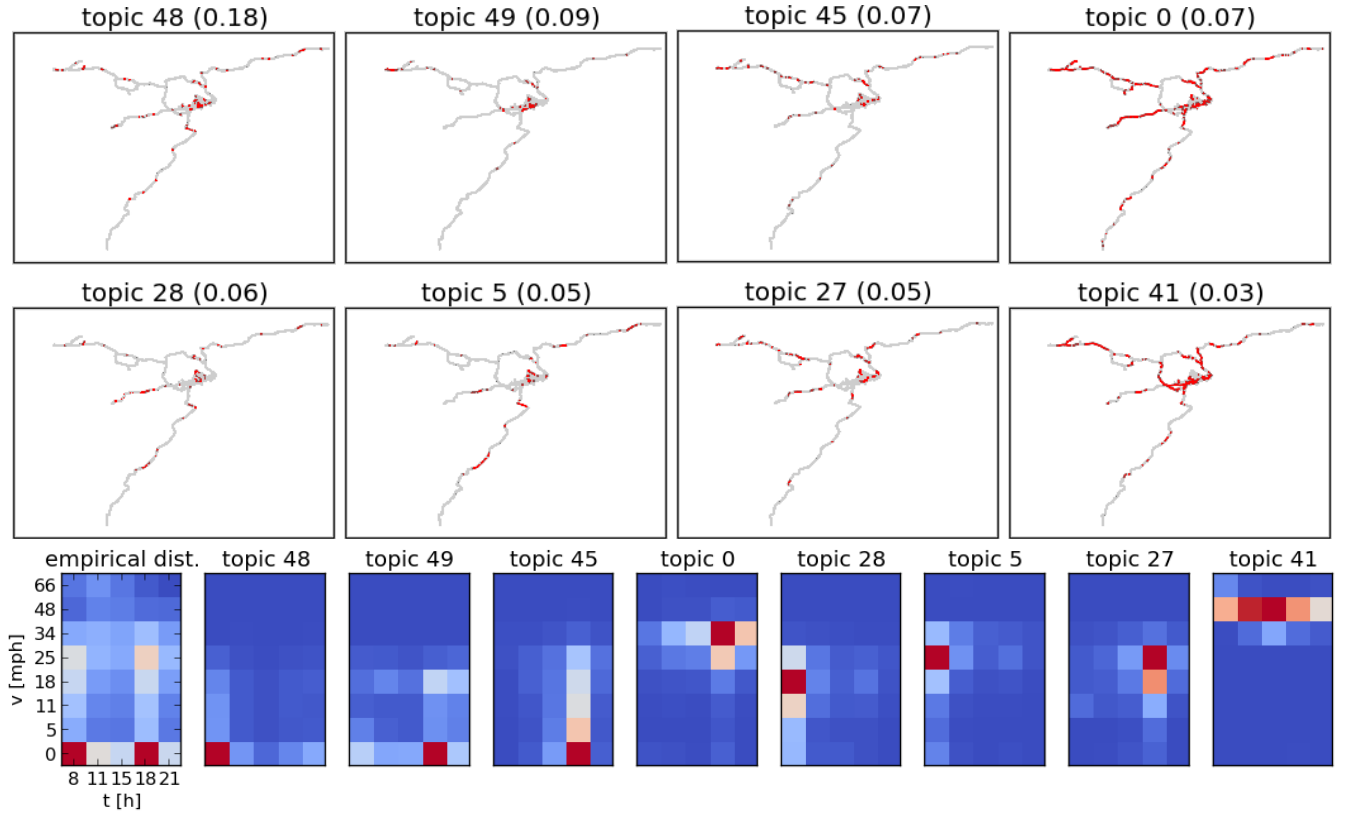 topic 48 (0.18)
topic 49 (0.09)
topic 45 (0.07)
topic 0 (0.07)
topic 28 (0.06)
topic 5 (0.05)
topic 27 (0.05)
topic 41 (0.03)
empirical dist.
topic 48
topic 49
topic 45
topic 0
topic 28
topic 5
topic 27
topic 41
v [mph]
66
48
34
25
18
11
5
0
8 11 15 18 21
t [h]